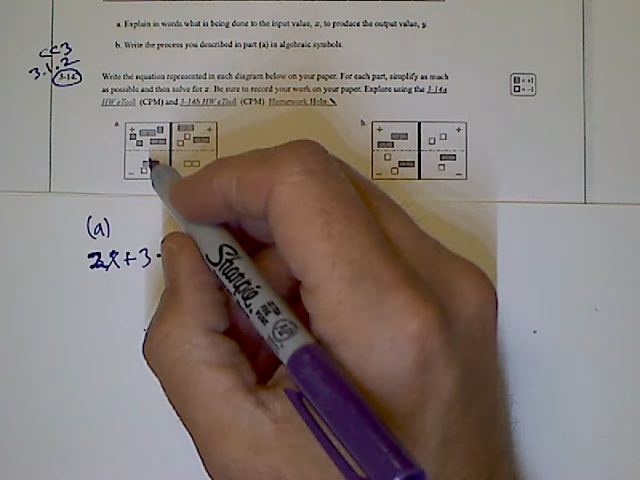 a. Explain in words what is being done to the input value, x, to produce the output value, y.
b. Write the process you described in part (a) in algebraic symbols.
CC3
3.1.2
3-14.
Write the equation represented in each diagram below on your paper. For each part, simplify as much
as possible and then solve for x. Be sure to record your work on your paper. Explore using the 3-14a
HW eTool (CPM) and 3-14b HW eTool (CPM) Homework Help
= +1
= −1
a.
b.
+ +
+ +
− −
(a)
2x+3
Sharpie